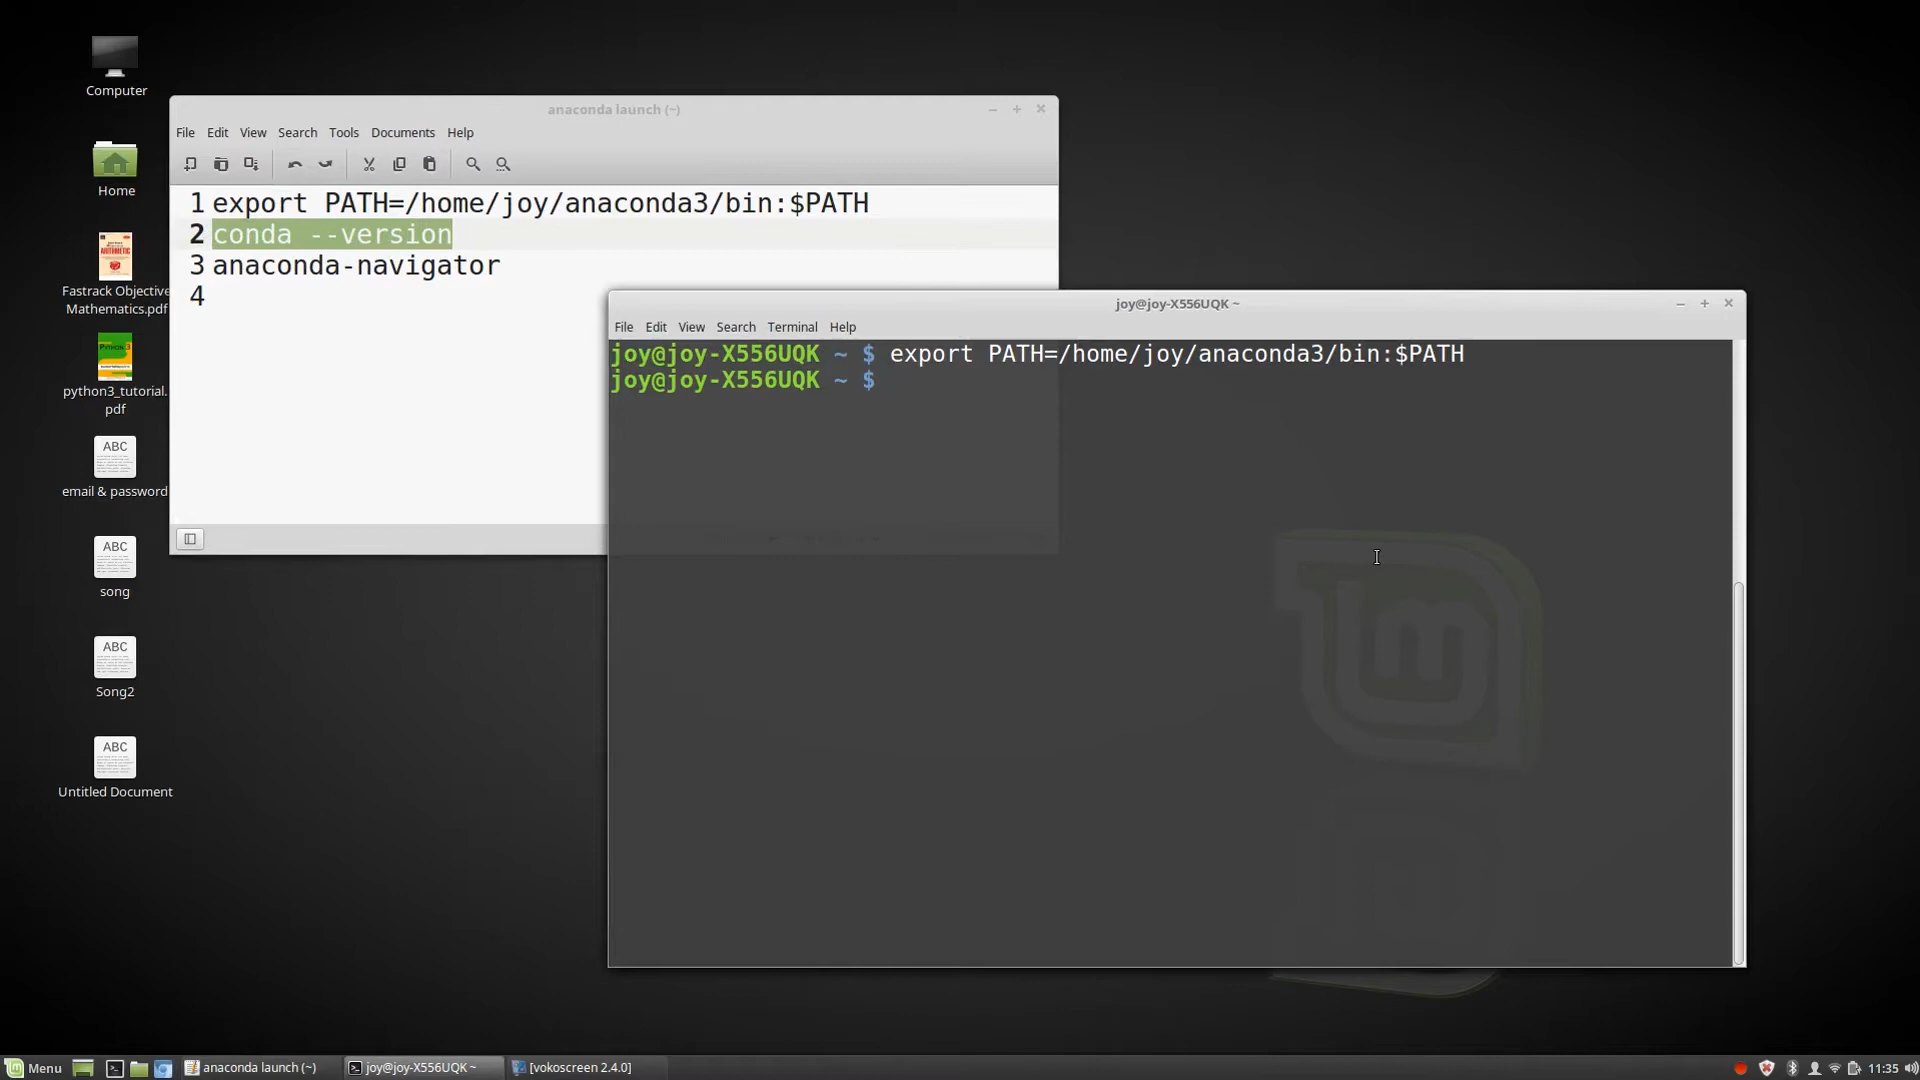 Computer
Home
Fastrack Objective
Mathematics.pdf
python3_tutorial.
pdf
ABC
email & password
ABC
song
ABC
Song2
ABC
Untitled Document
anaconda launch (~)
File Edit View Search Tools Documents Help
1 export PATH=/home/joy/anaconda3/bin:$PATH
2 conda --version
3 anaconda-navigator
4
joy@joy-X556UQK ~
File Edit View Search Terminal Help
joy@joy-X556UQK ~ $ export PATH=/home/joy/anaconda3/bin:$PATH
joy@joy-X556UQK ~ $
Menu anaconda launch (~) joy@joy-X556UQK ~ [vokoscreen 2.4.0] 11:35